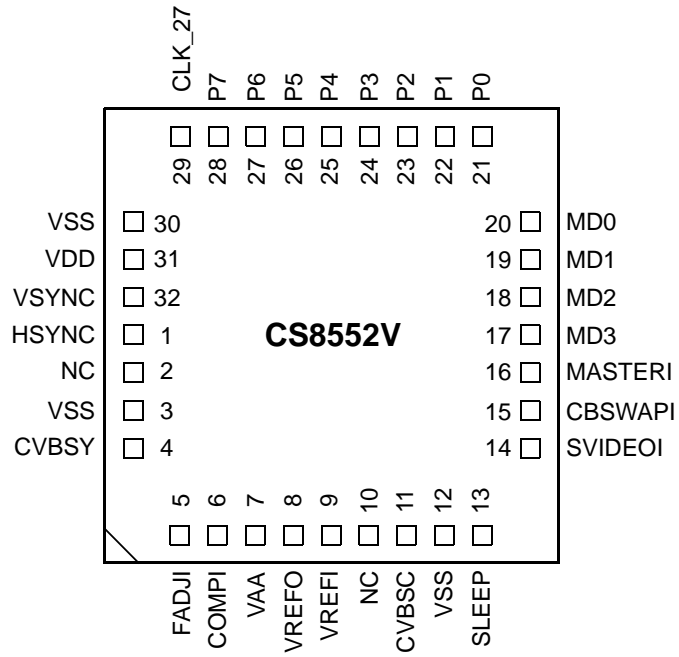 CLK_27 P7 P6 P5 P4 P3 P2 P1 P0
29 28 27 26 25 24 23 22 21
VSS 30 20 MD0
VDD 31 19 MD1
VSYNC 32 18 MD2
HSYNC 1 CS8552V 17 MD3
NC 2 16 MASTERI
VSS 3 15 CBSWAPI
CVBSY 4 14 SVIDEOI
5 6 7 8 9 10 11 12 13
FADJI COMPI VAA VREFO VREFI NC CVBSC VSS SLEEP